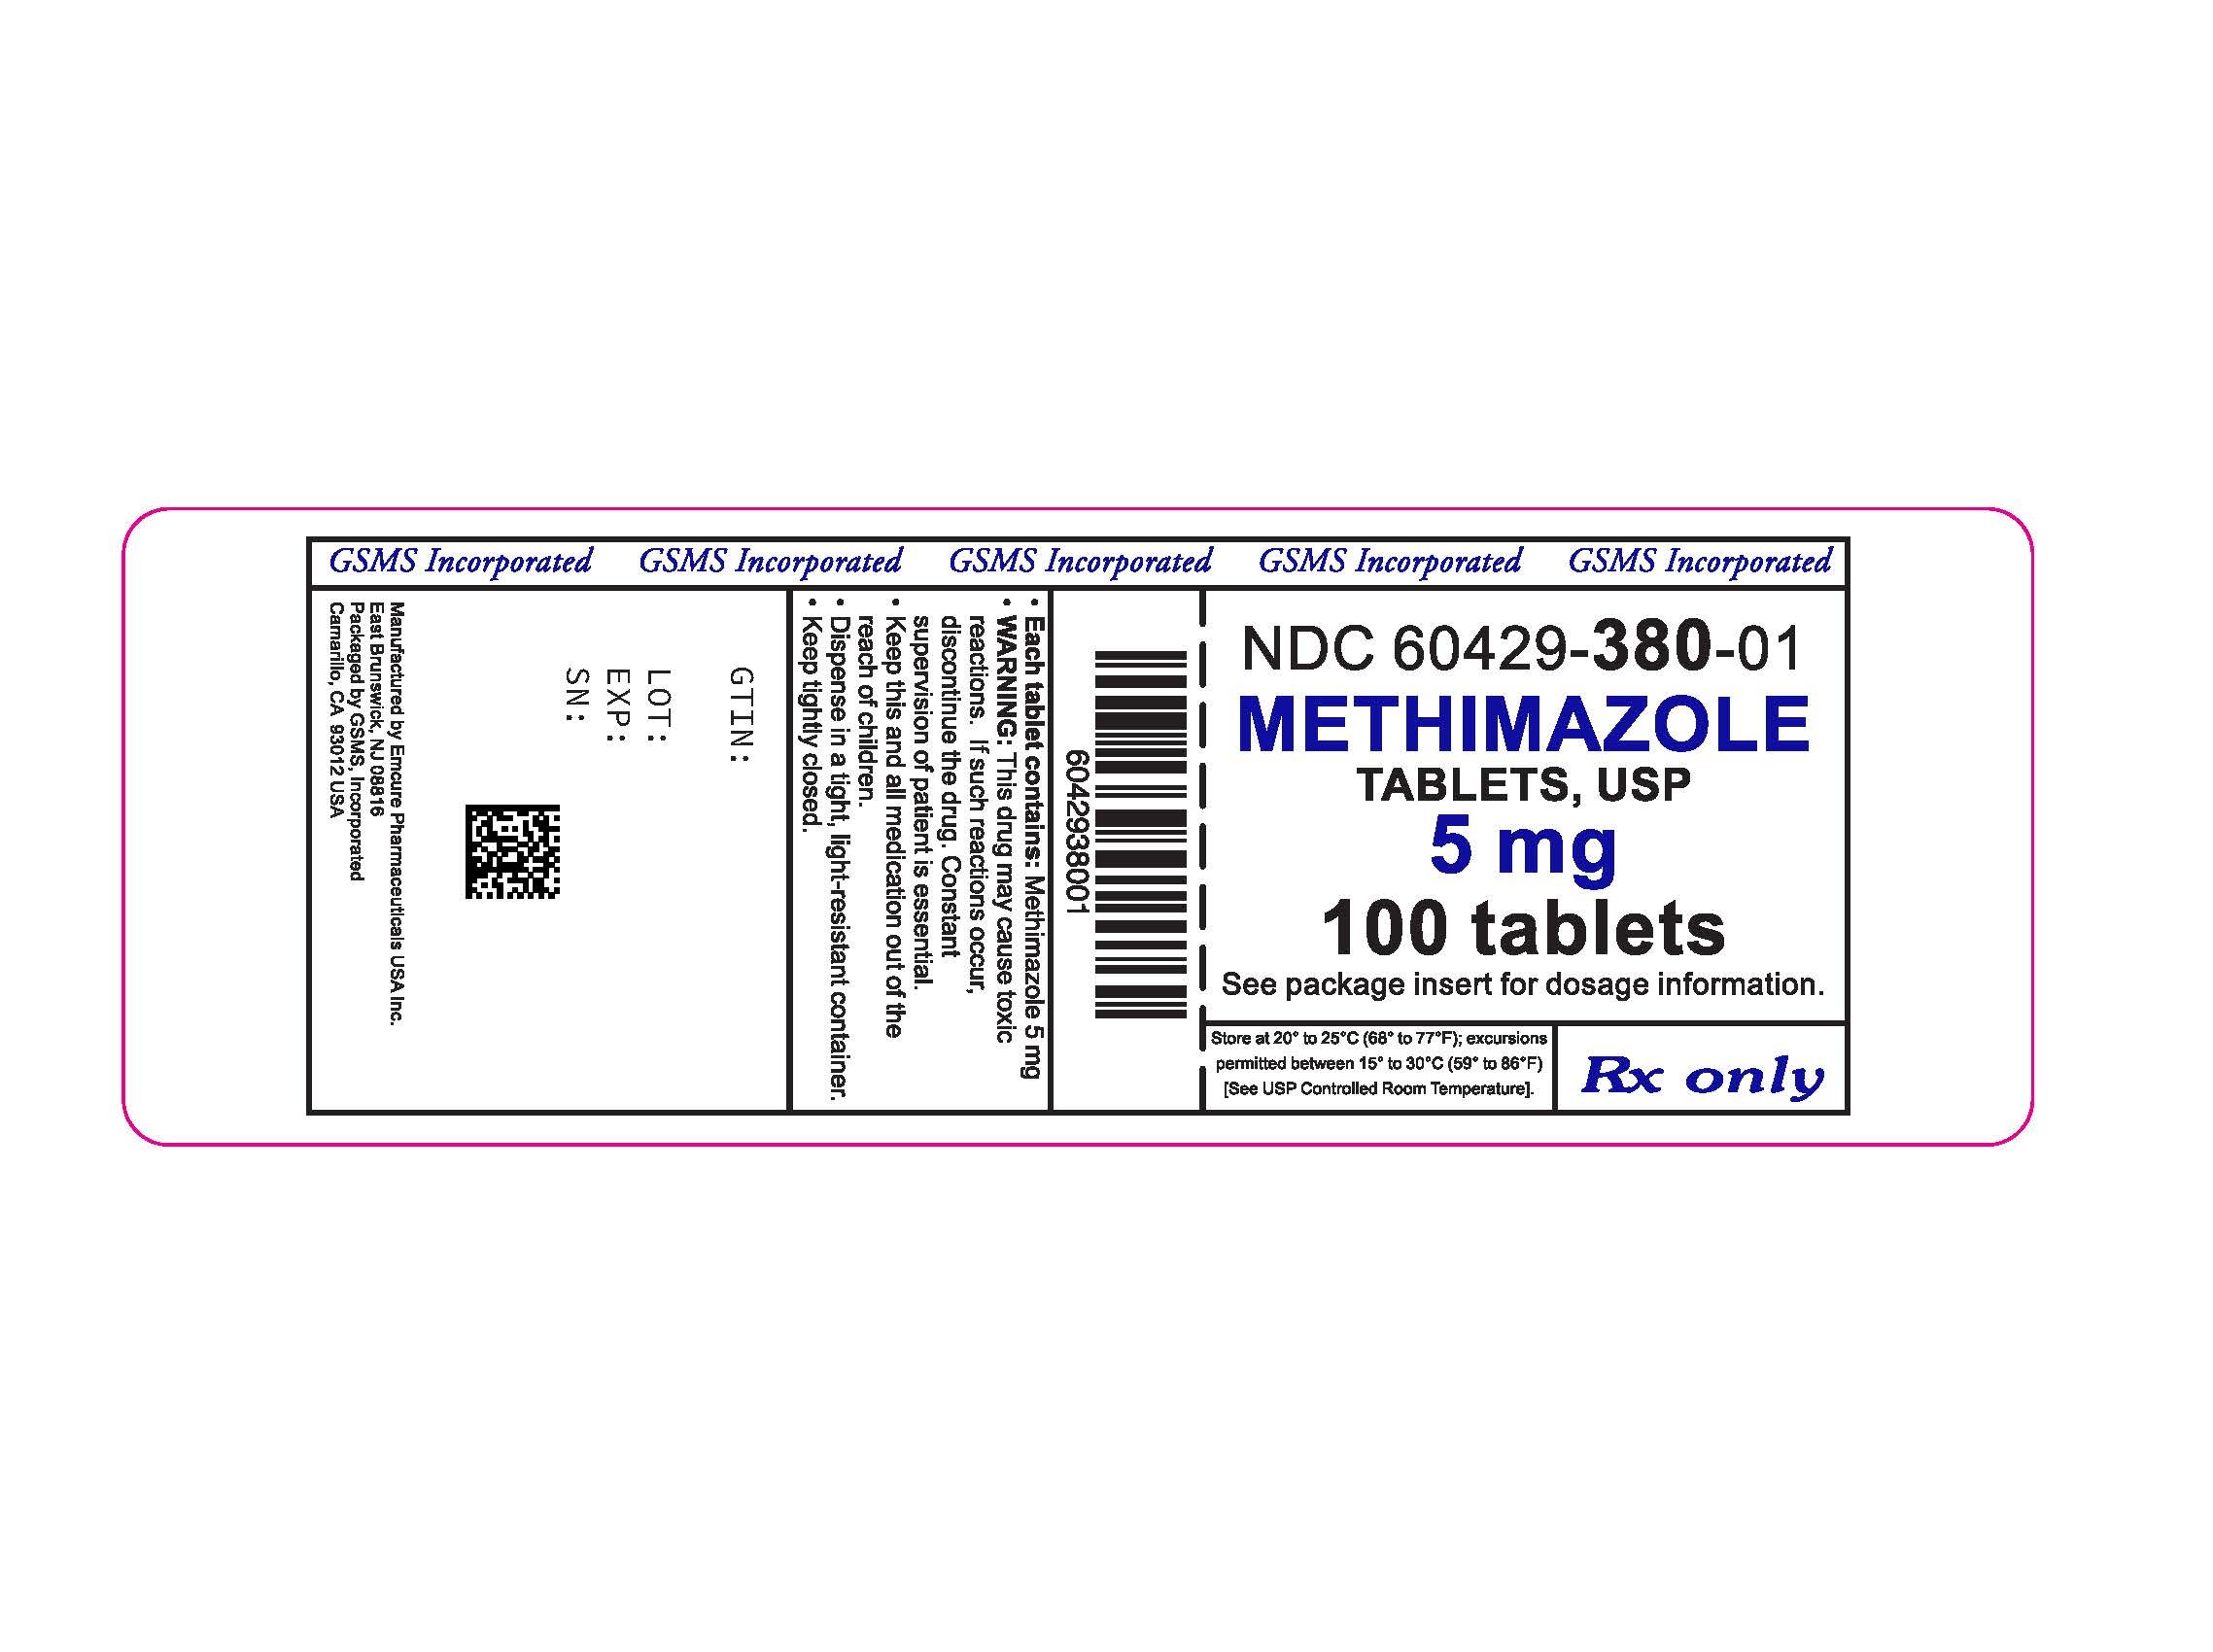 GSMS Incorporated GSMS Incorporated GSMS Incorporated GSMS Incorporated GSMS Incorporated
NDC 60429-380-01
METHIMAZOLE
TABLETS, USP
5 mg
100 tablets
See package insert for dosage information.
Store at 20° to 25°C (68° to 77°F); excursions
permitted between 15° to 30°C (59° to 86°F)
[See USP Controlled Room Temperature].
Rx only
6042938001
• Each tablet contains: Methimazole 5 mg
• WARNING: This drug may cause toxic
reactions. If such reactions occur,
discontinue the drug. Constant
supervision of patient is essential.
• Keep this and all medication out of the
reach of children.
• Dispense in a tight, light-resistant container.
• Keep tightly closed.
GTIN:
LOT:
EXP:
SN:
Manufactured by Emcure Pharmaceuticals USA Inc.
East Brunswick, NJ 08816
Packaged by GSMS, Incorporated
Camarillo, CA 93012 USA